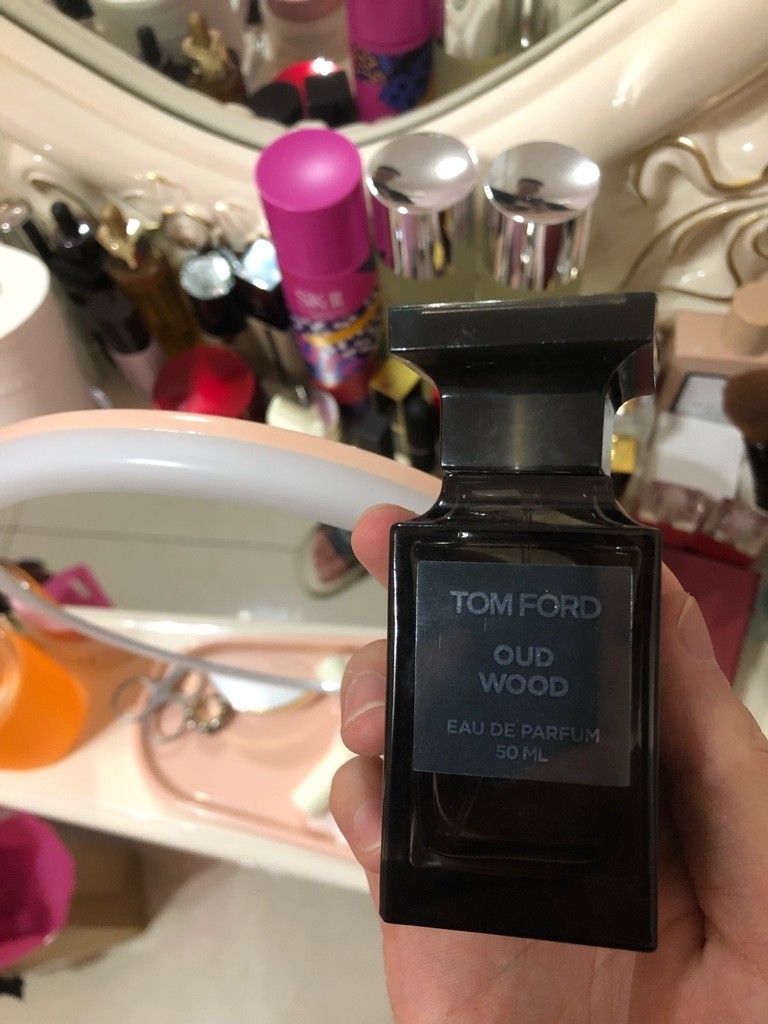 SK-II
TOM FORD
OUD
WOOD
EAU DE PARFUM
50 ML